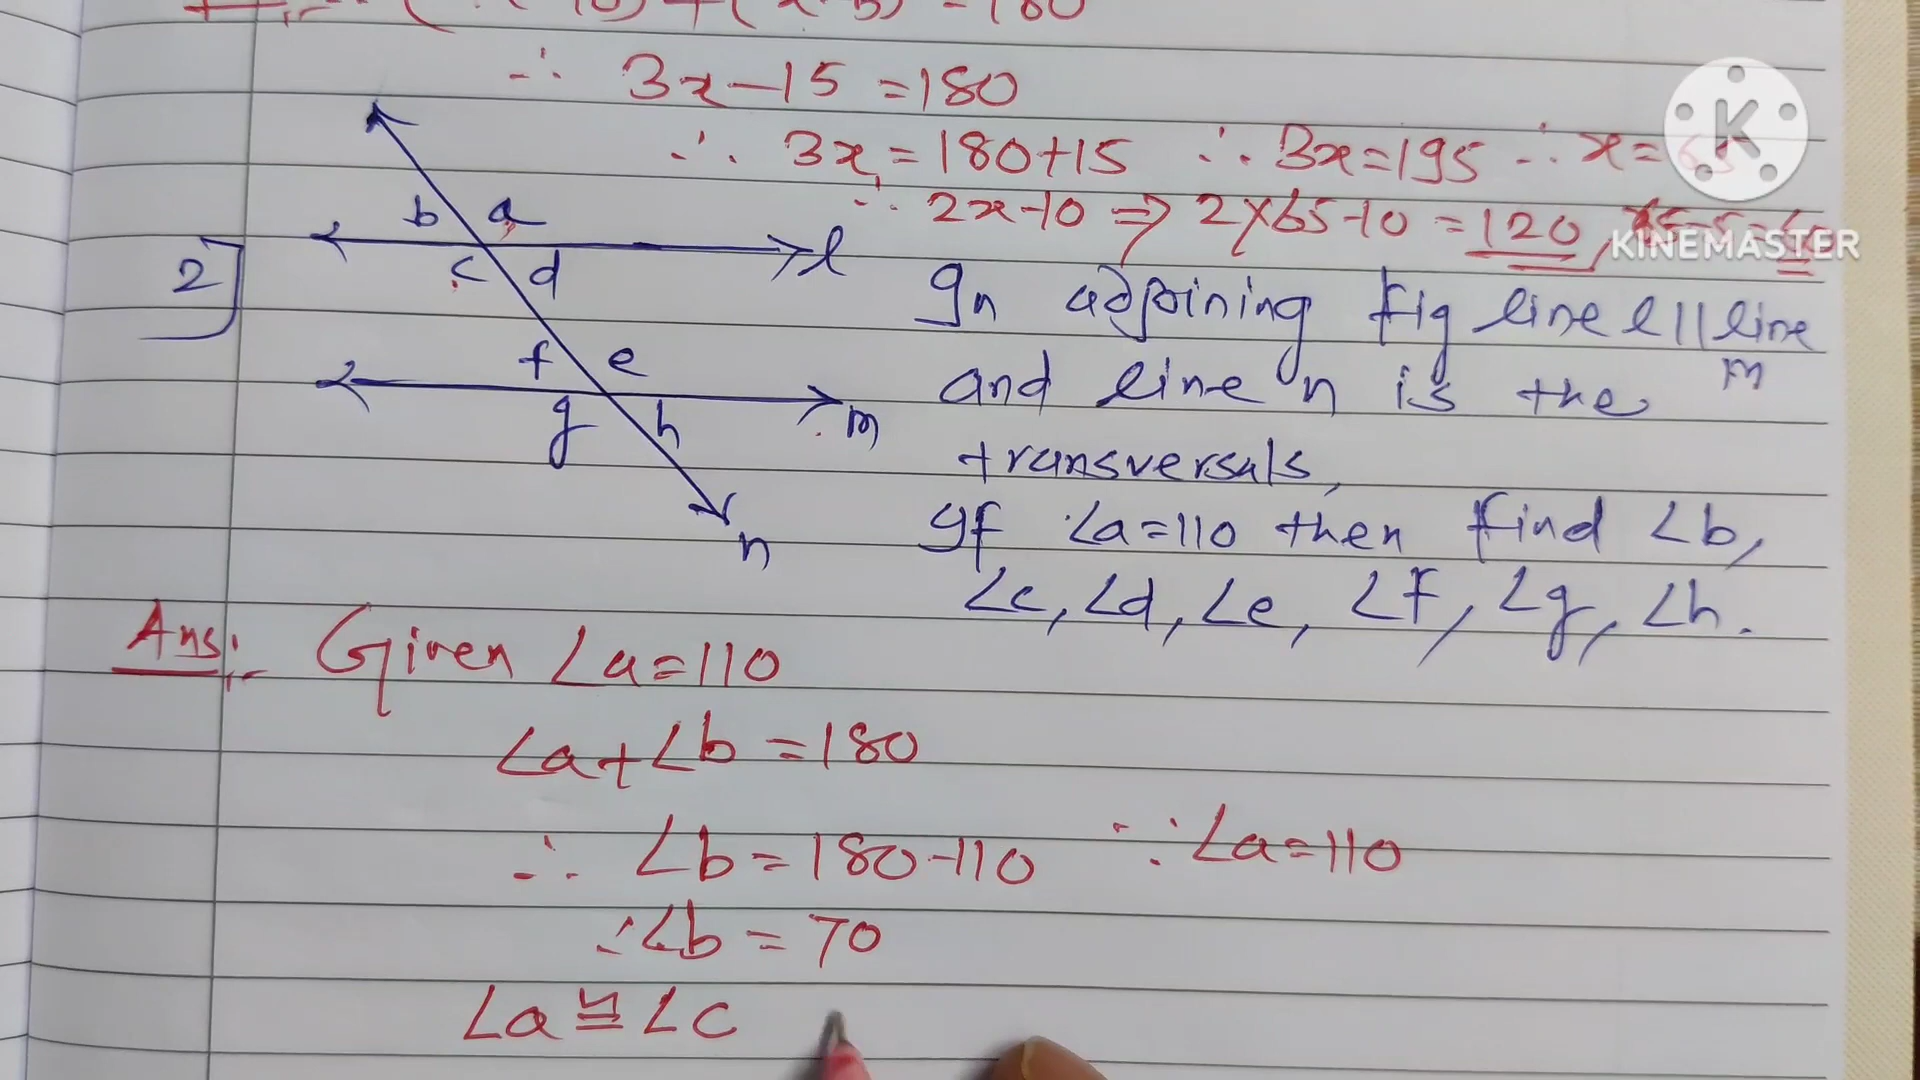 ∴ 3x-15 =180
∴ 3x = 180+15 ∴ 3x=195 ∴ x=
∴ 2x-10 ⇒ 2×65-10 =120,
K
KINEMASTER
b a
l
2]
c d
In adjoining fig line l || line m
f e
and line n is the
g h m
transversals,
n
If ∠a=110 then find ∠b,
∠c, ∠d, ∠e, ∠F, ∠g, ∠h.
Ans:- Given ∠a=110
∠a+∠b =180
∴ ∠b=180-110 ∵ ∠a=110
∴ ∠b = 70
∠a ≅ ∠c